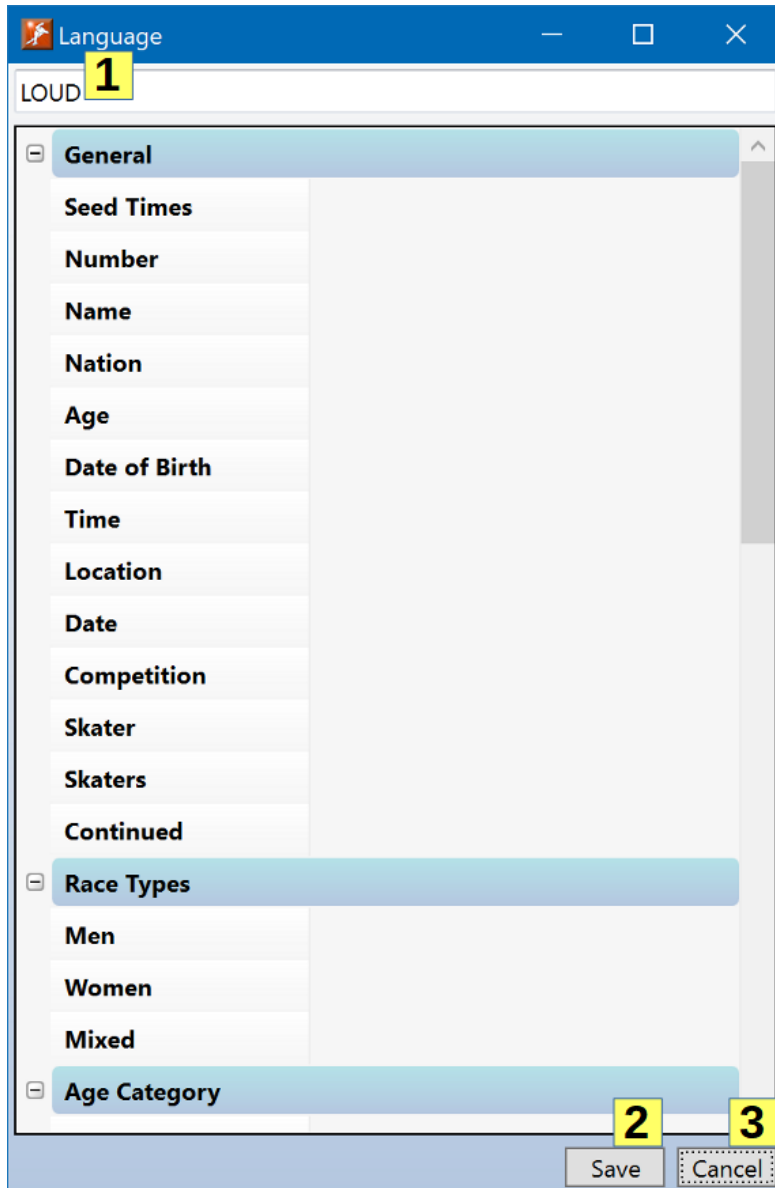 Language
1
LOUD
General
Seed Times
Number
Name
Nation
Age
Date of Birth
Time
Location
Date
Competition
Skater
Skaters
Continued
Race Types
Men
Women
Mixed
Age Category
2 3
Save Cancel